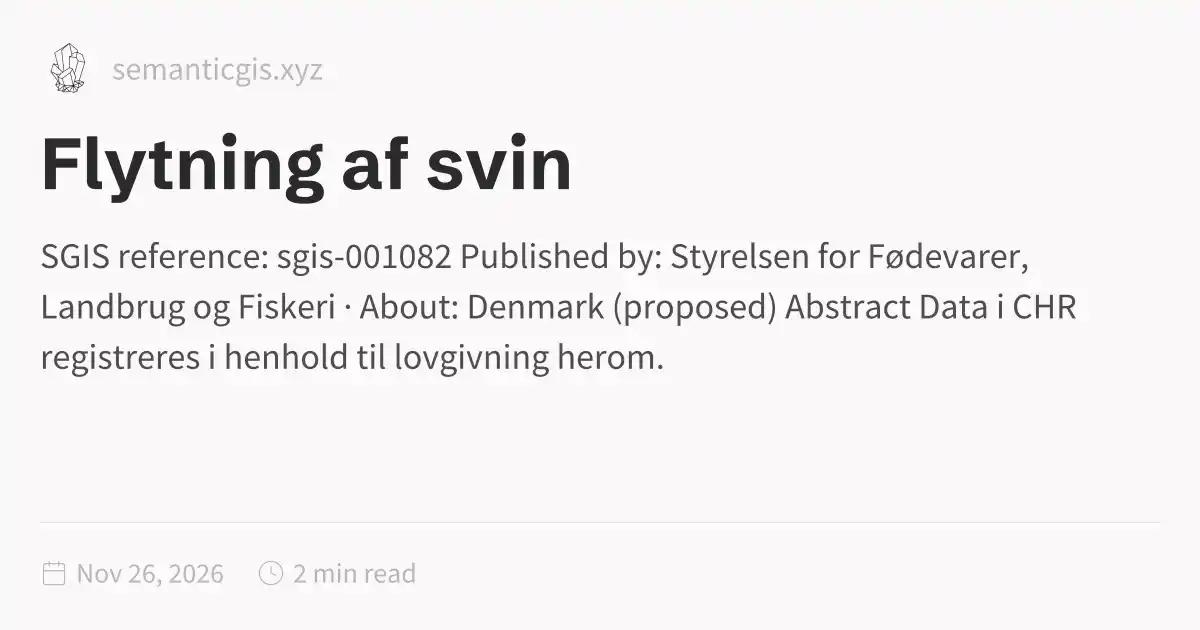 semanticgis.xyz
Flytning af svin
SGIS reference: sgis-001082 Published by: Styrelsen for Fødevarer,
Landbrug og Fiskeri · About: Denmark (proposed) Abstract Data i CHR
registreres i henhold til lovgivning herom.
Nov 26, 2026 2 min read